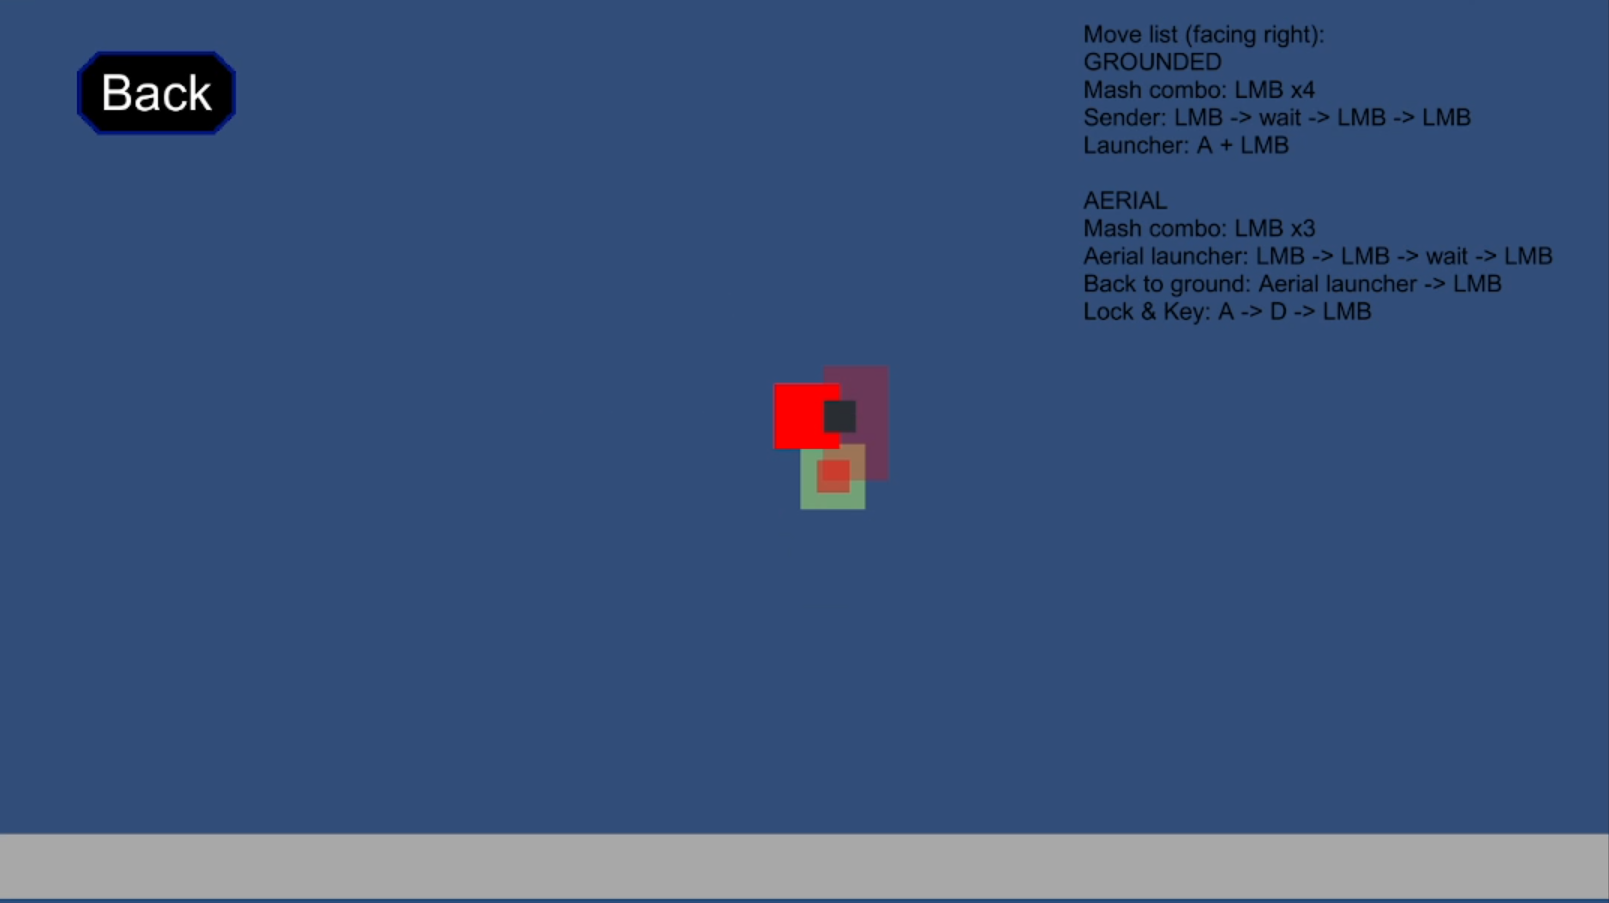 Back
Move list (facing right):
GROUNDED
Mash combo: LMB x4
Sender: LMB -> wait -> LMB -> LMB
Launcher: A + LMB
AERIAL
Mash combo: LMB x3
Aerial launcher: LMB -> LMB -> wait -> LMB
Back to ground: Aerial launcher -> LMB
Lock & Key: A -> D -> LMB